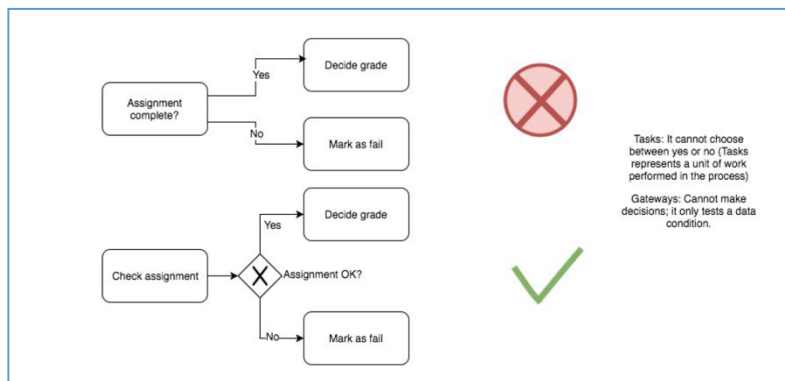 Decide grade
Yes
Assignment
complete?
No
Mark as fail
Tasks: It cannot choose
between yes or no (Tasks
represents a unit of work
performed in the process)
Gateways: Cannot make
decisions; it only tests a data
condition.
Decide grade
Yes
Check assignment
Assignment OK?
No
Mark as fail